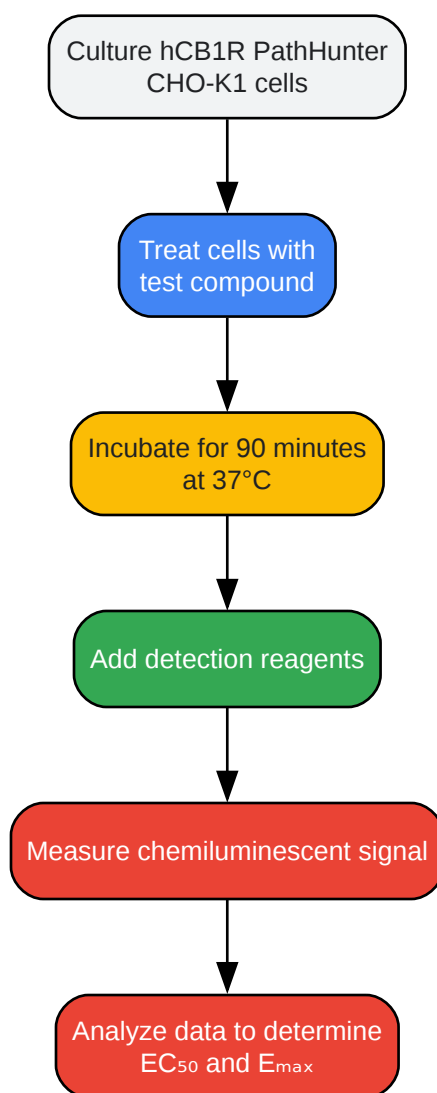 Culture hCB1R PathHunter
CHO-K1 cells
Treat cells with
test compound
Incubate for 90 minutes
at 37°C
Add detection reagents
Measure chemiluminescent signal
Analyze data to determine
EC₅₀ and Eₘₐₓ